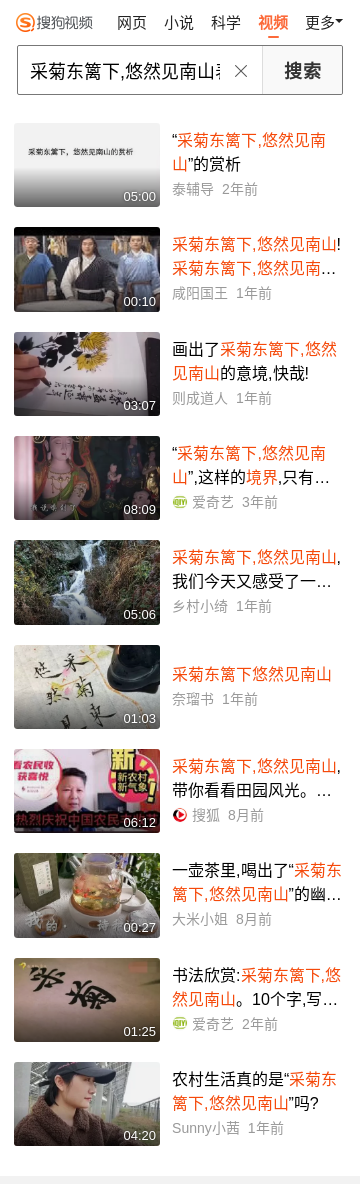 搜狗视频 网页 小说 科学 视频 更多
采菊东篱下,悠然见南山 搜索
采菊东篱下，悠然见南山的赏析
05:00
“采菊东篱下,悠然见南
山”的赏析
泰辅导 2年前
00:10
采菊东篱下,悠然见南山!
采菊东篱下,悠然见南…
咸阳国王 1年前
03:07
画出了采菊东篱下,悠然
见南山的意境,快哉!
则成道人 1年前
08:09
“采菊东篱下,悠然见南
山”,这样的境界,只有…
爱奇艺 3年前
05:06
采菊东篱下,悠然见南山,
我们今天又感受了一…
乡村小绮 1年前
01:03
采菊东篱下悠然见南山
奈瑠书 1年前
看农民收
获喜悦
新
新农村
新气象
热烈庆祝中国农民
06:12
采菊东篱下,悠然见南山,
带你看看田园风光。…
搜狐 8月前
我的
00:27
一壶茶里,喝出了“采菊东
篱下,悠然见南山”的幽…
大米小姐 8月前
采菊
01:25
书法欣赏:采菊东篱下,悠
然见南山。10个字,写…
爱奇艺 2年前
04:20
农村生活真的是“采菊东
篱下,悠然见南山”吗?
Sunny小茜 1年前